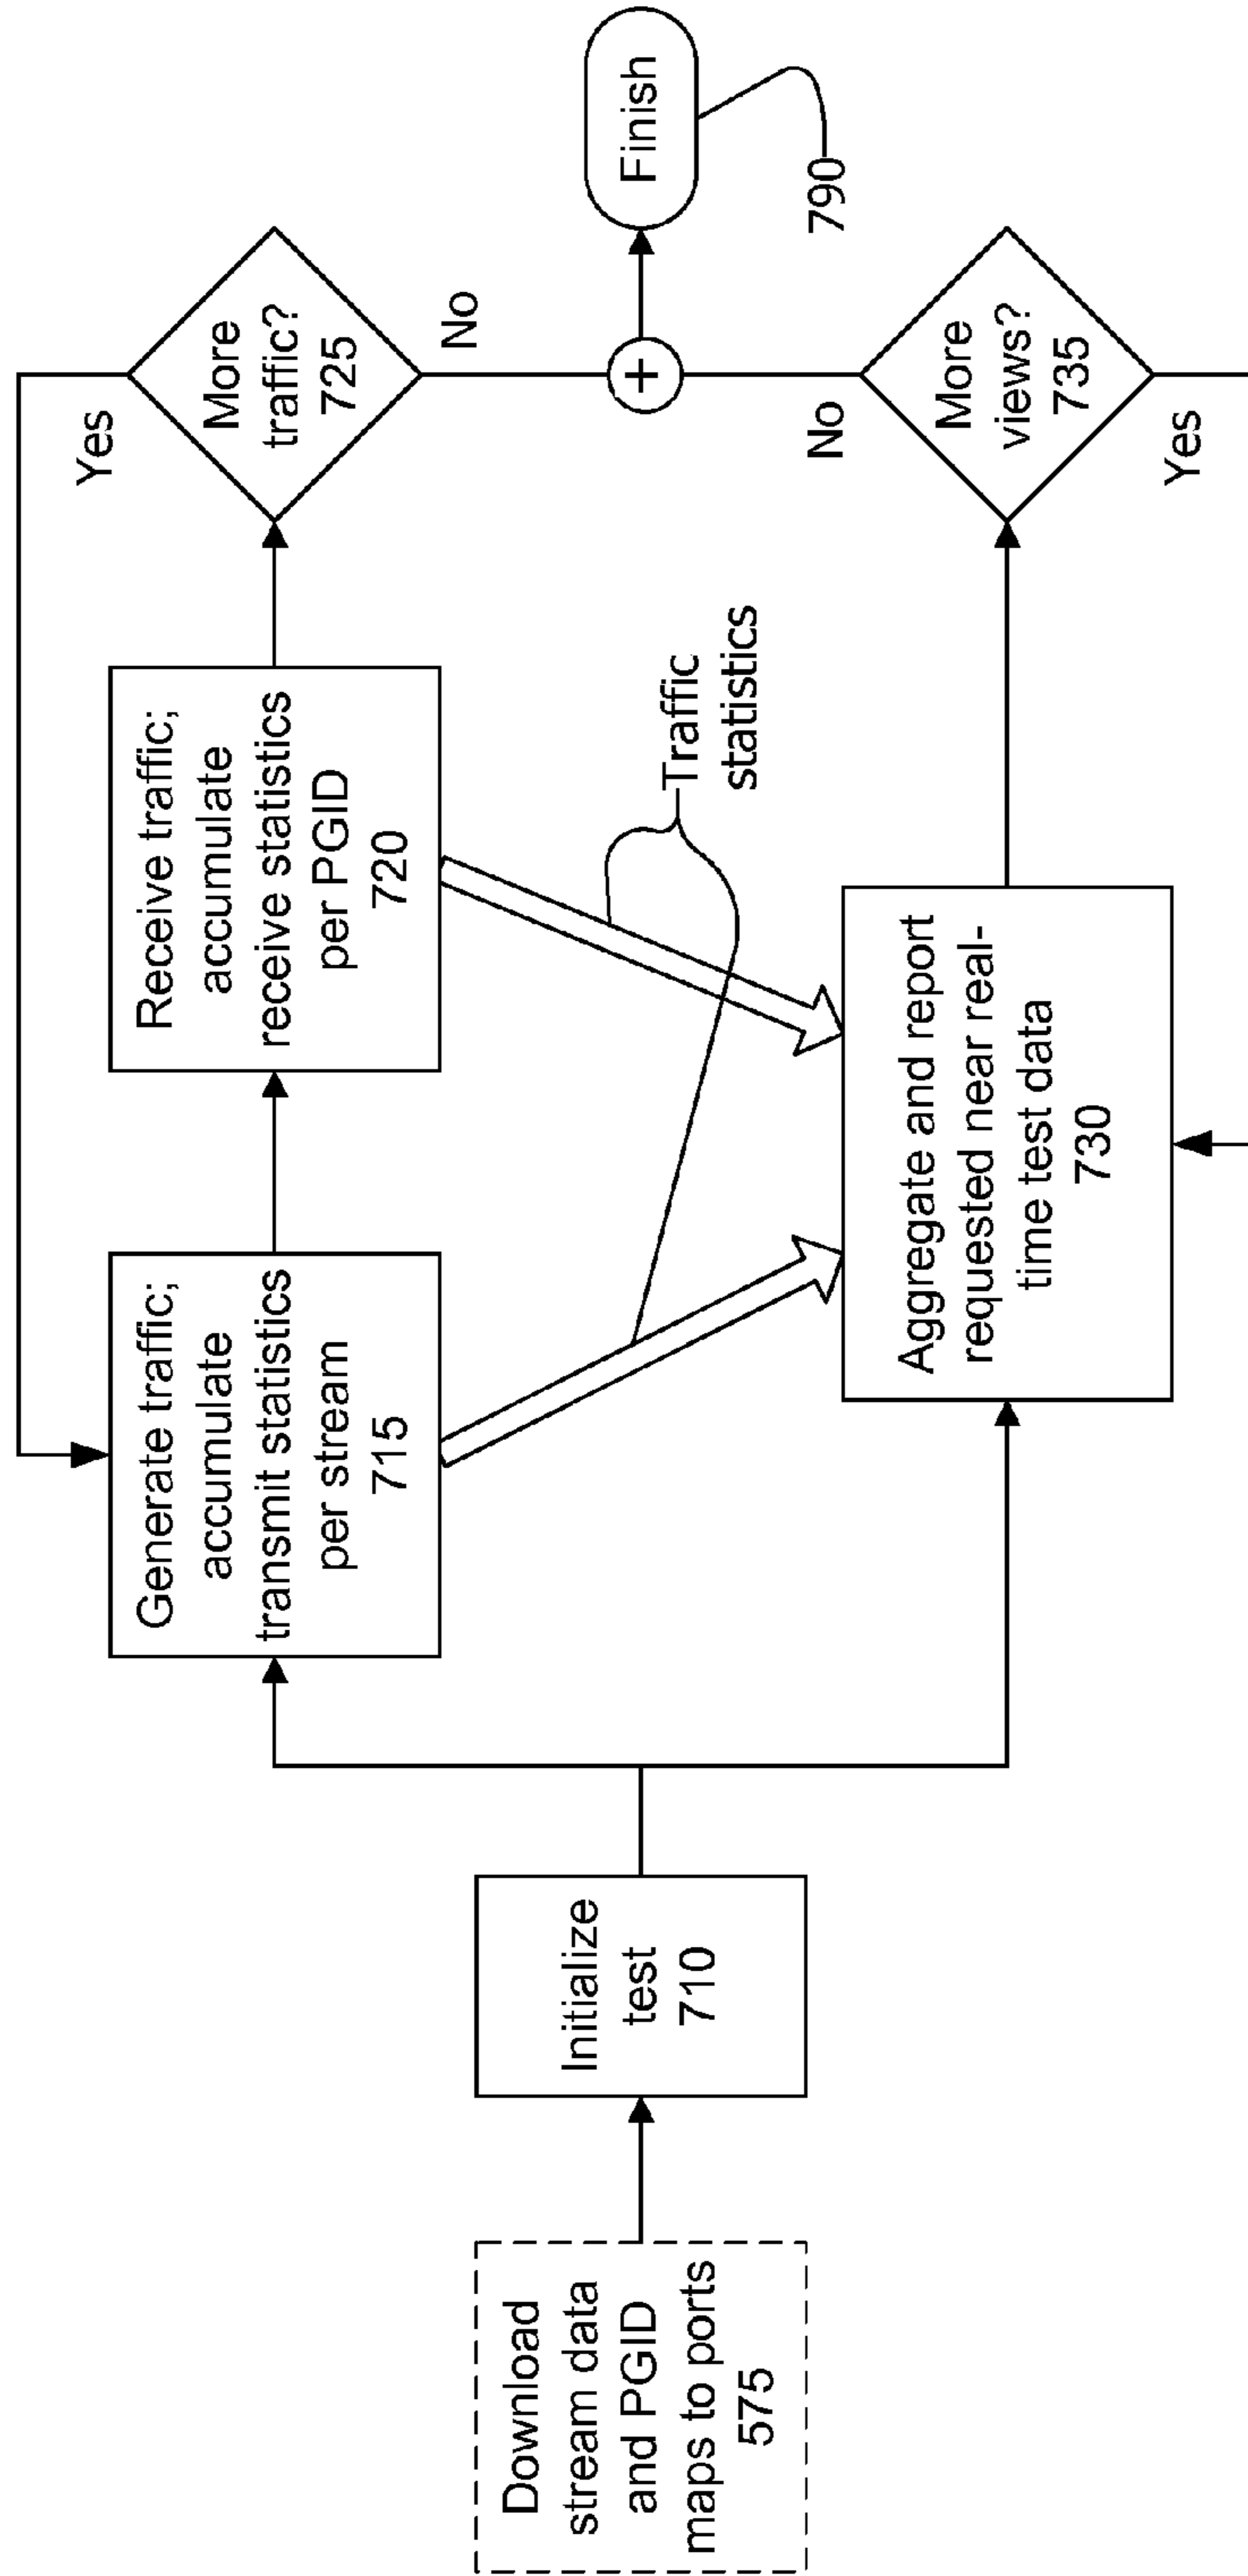 Download
stream data
and PGID
maps to ports
575
Initialize
test
710
Generate traffic;
accumulate
transmit statistics
per stream
715
Receive traffic;
accumulate
receive statistics
per PGID
720
More
traffic?
725
Yes
No
Traffic
statistics
Aggregate and report
requested near real-
time test data
730
More
views?
735
No
Yes
+
Finish
790